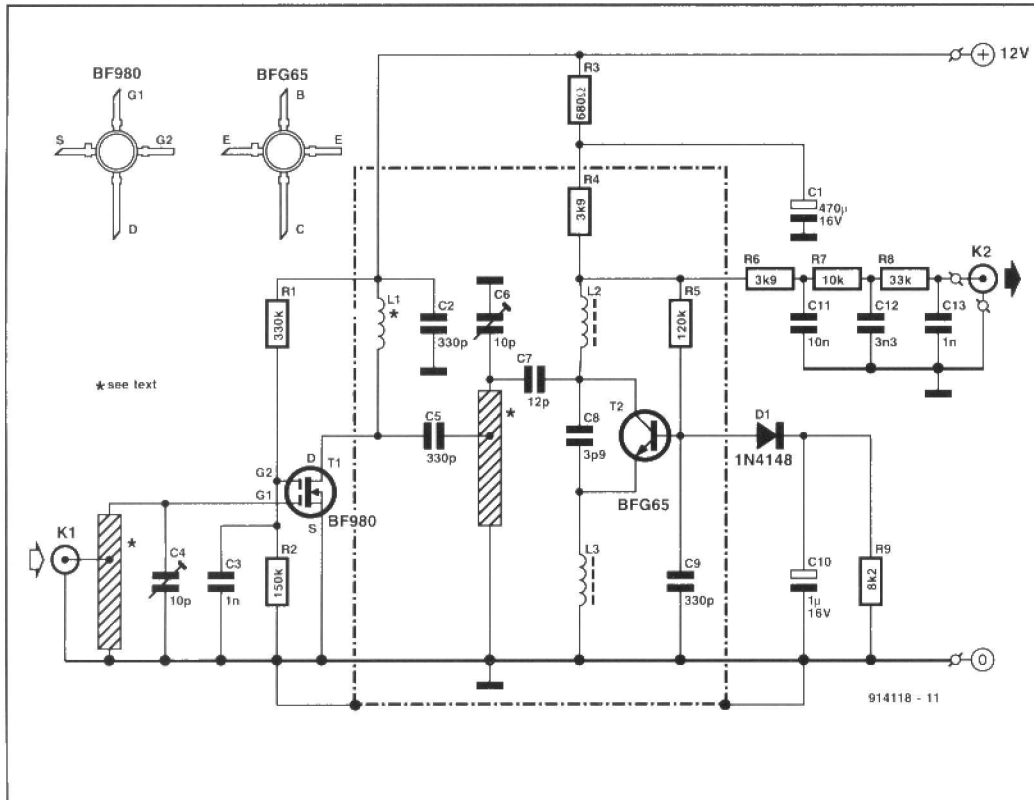 BF980
G1
S
G2
D
BFG65
B
E
E
C
12V
R3
680Ω
R4
3k9
C1
470µ
16V
R1
330k
L1
*
C2
330p
C6
10p
L2
R5
120k
R6
3k9
R7
10k
R8
33k
K2
C11
10n
C12
3n3
C13
1n
* see text
C7
12p
*
C5
330p
C8
3p9
T2
BFG65
D1
1N4148
G2
G1
D
S
T1
BF980
K1
*
C4
10p
C3
1n
R2
150k
L3
C9
330p
C10
1µ
16V
R9
8k2
0
914118 - 11